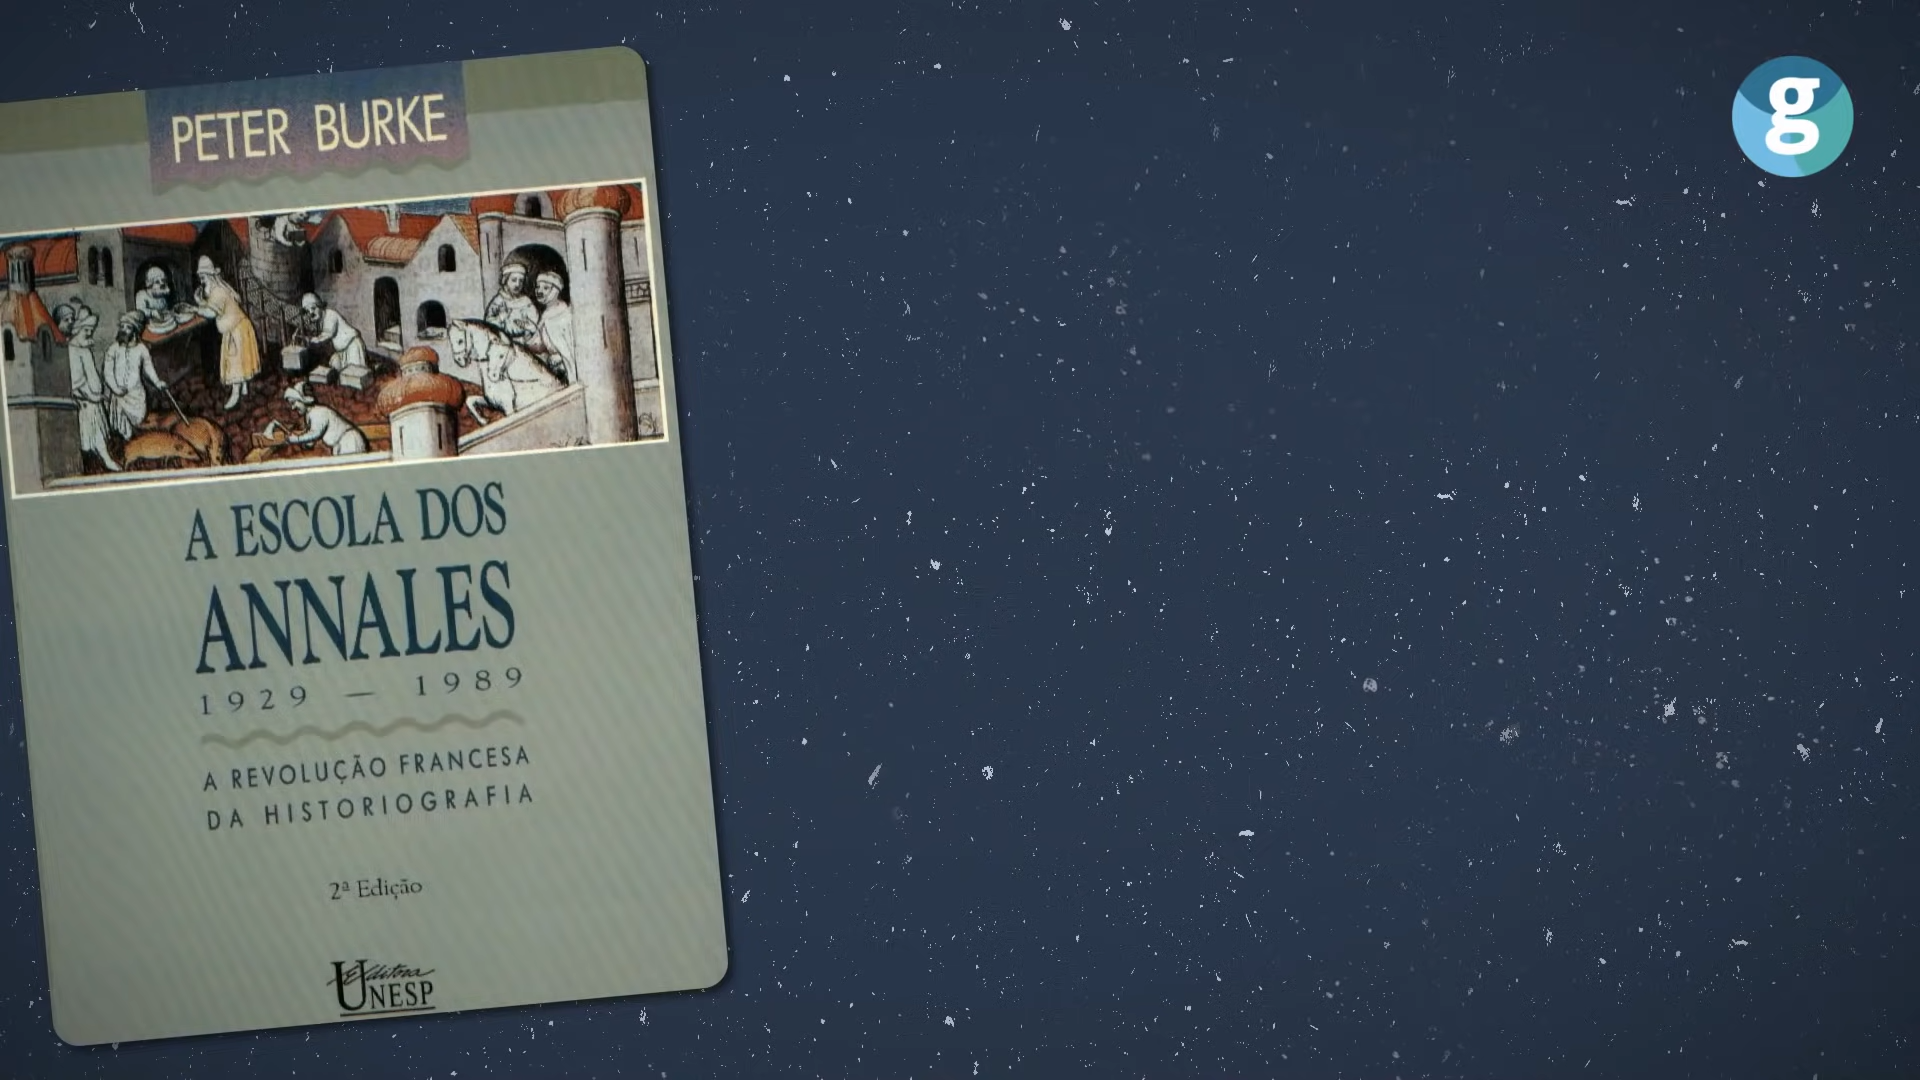 PETER BURKE
A ESCOLA DOS
ANNALES
1929 — 1989
A REVOLUÇÃO FRANCESA
DA HISTORIOGRAFIA
2ª Edição
Editora
UNESP
g